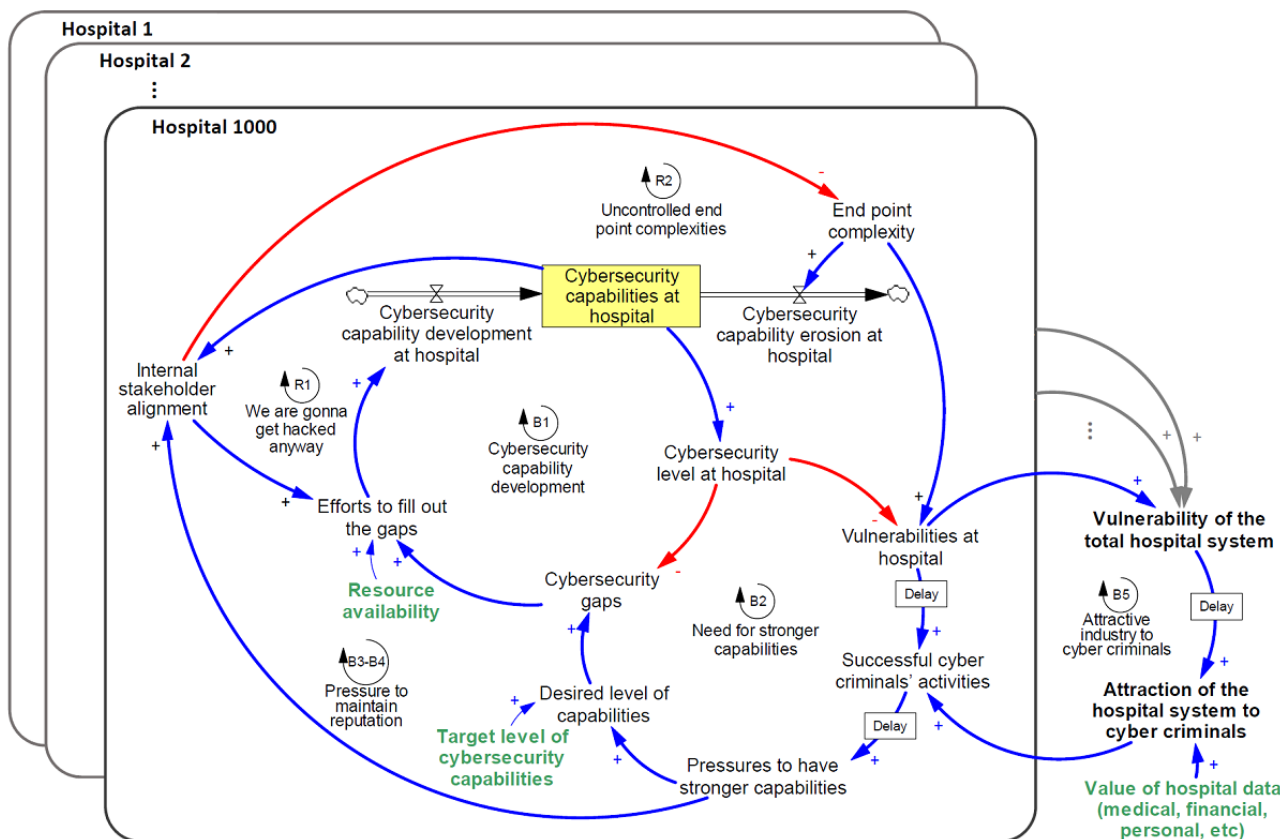 Hospital 1
Hospital 2
⋮
Hospital 1000
R2
Uncontrolled end
point complexities
-
End point
complexity
+
Cybersecurity
capabilities at
hospital
Cybersecurity
capability development
at hospital
Cybersecurity
capability erosion at
hospital
+
Internal
stakeholder
alignment
+
R1
We are gonna
get hacked
anyway
+
B1
Cybersecurity
capability
development
+
Cybersecurity
level at hospital
+
+
⋮
+
+
Efforts to fill out
the gaps
+
+
Resource
availability
-
+
Vulnerabilities at
hospital
+
Vulnerability of the
total hospital system
-
Cybersecurity
gaps
B2
Need for stronger
capabilities
Delay
Delay
B5
Attractive
industry to
cyber criminals
+
+
+
B3-B4
Pressure to
maintain
reputation
Successful cyber
criminals' activities
Desired level of
capabilities
+
Attraction of the
hospital system to
cyber criminals
Delay
+
Target level of
cybersecurity
capabilities
+
+
Pressures to have
stronger capabilities
+
Value of hospital data
(medical, financial,
personal, etc)